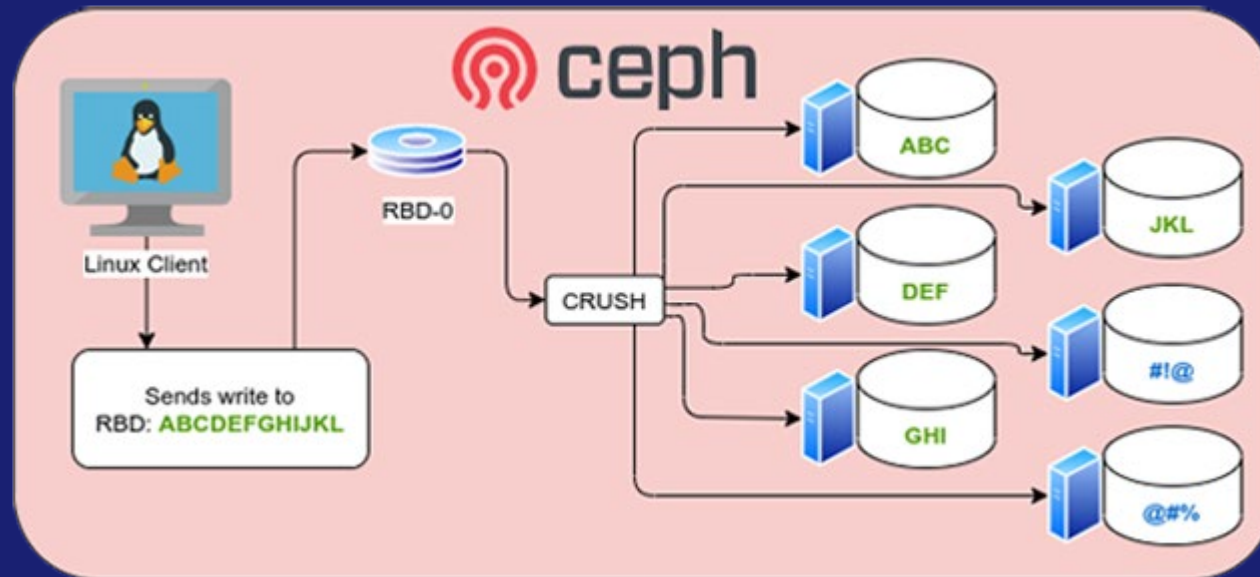 ceph
Linux Client
Sends write to
RBD: ABCDEFGHIJKL
RBD-0
CRUSH
ABC
JKL
DEF
#!@
GHI
@#%